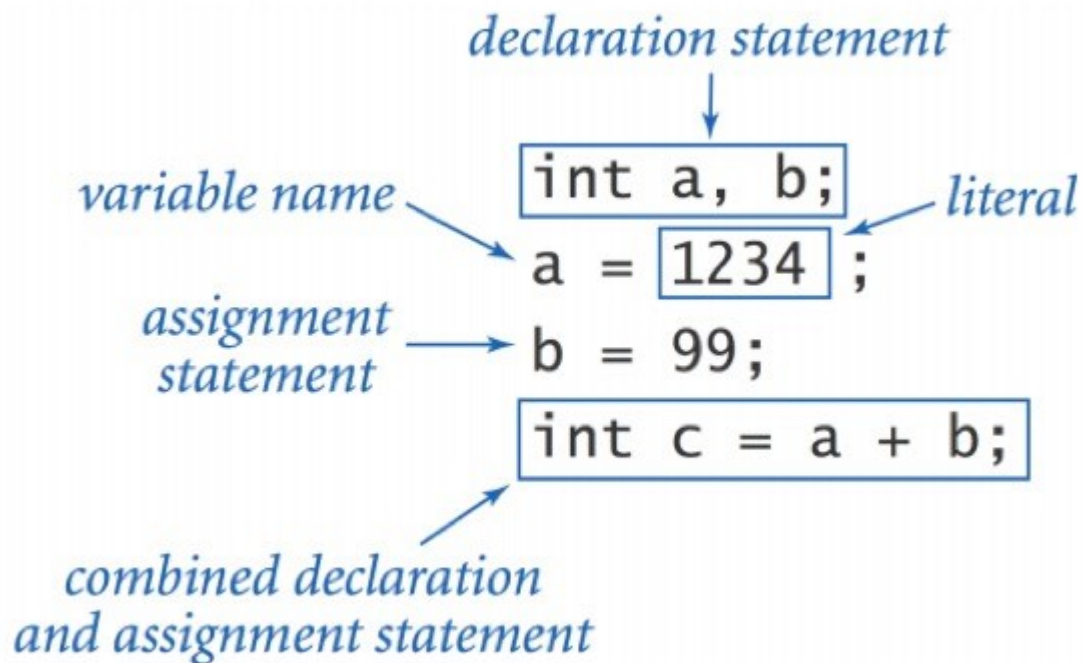 declaration statement
int a, b;
variable name
literal
a = 1234 ;
assignment
statement
b = 99;
int c = a + b;
combined declaration
and assignment statement